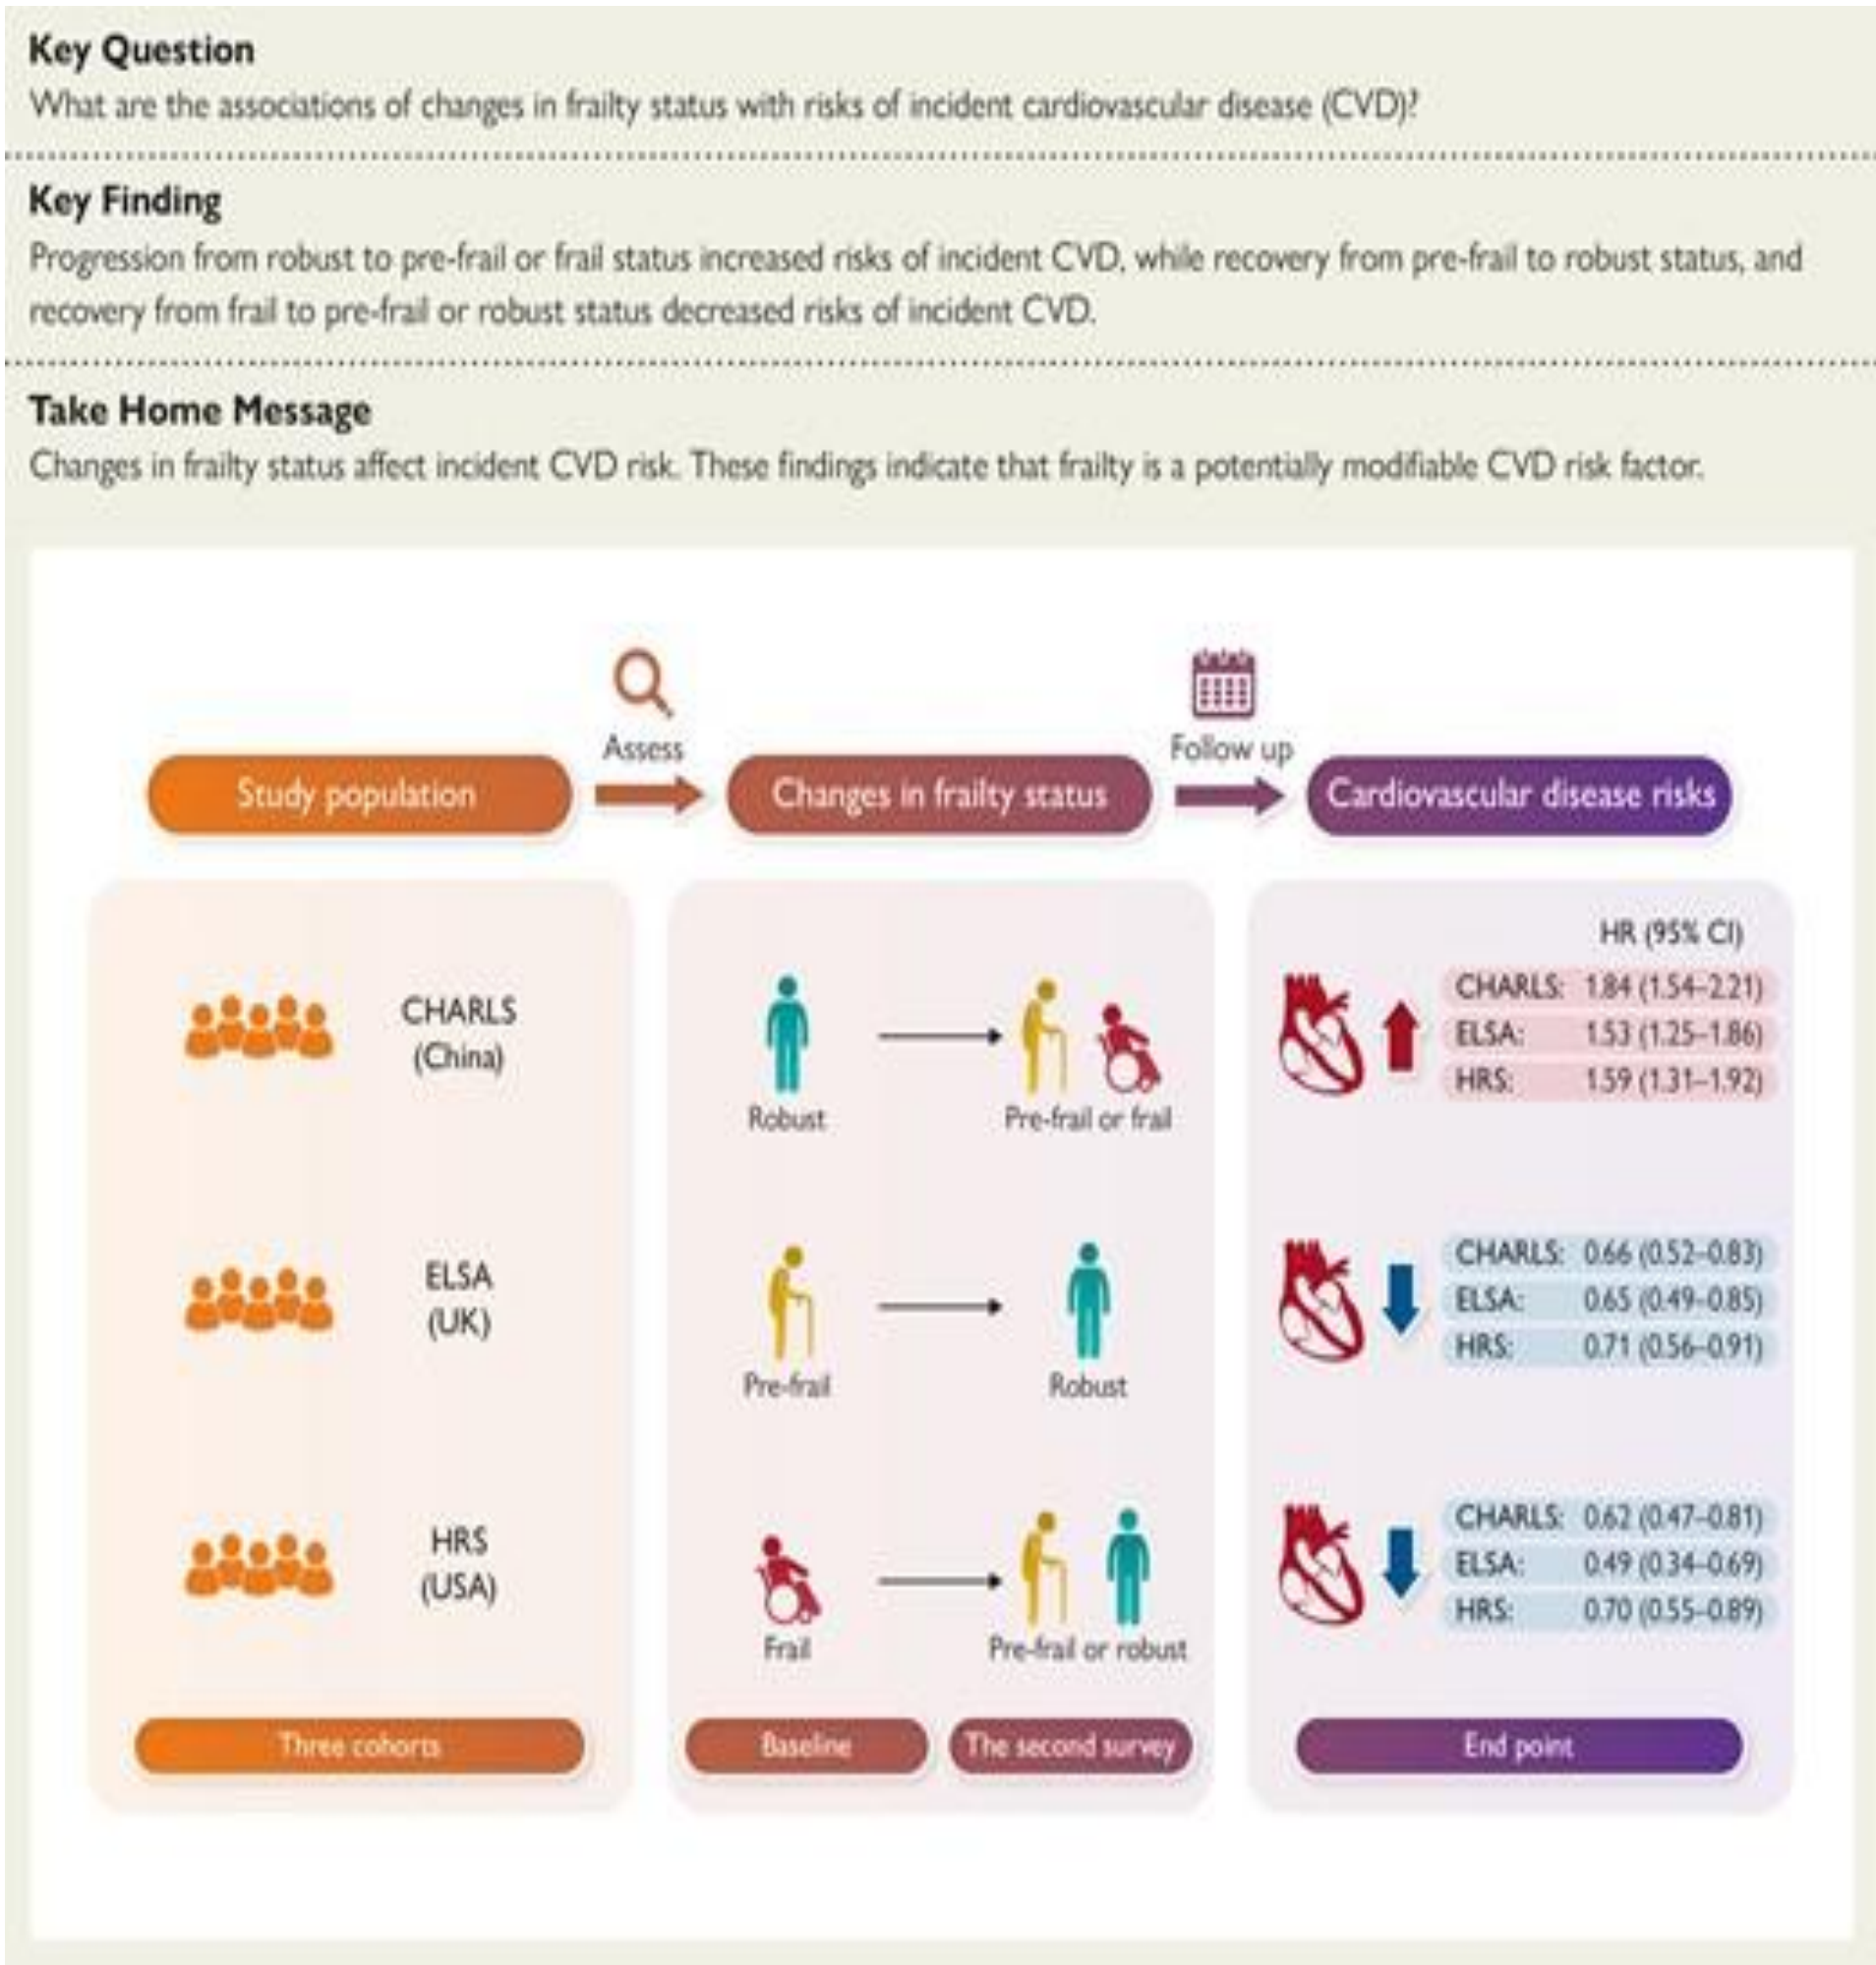 Key Question
What are the associations of changes in frailty status with risks of incident cardiovascular disease (CVD)?
Key Finding
Progression from robust to pre-frail or frail status increased risks of incident CVD, while recovery from pre-frail to robust status, and
recovery from frail to pre-frail or robust status decreased risks of incident CVD.
Take Home Message
Changes in frailty status affect incident CVD risk. These findings indicate that frailty is a potentially modifiable CVD risk factor.
Assess
Follow up
Study population
Changes in frailty status
Cardiovascular disease risks
CHARLS
(China)
Robust
Pre-frail or frail
HR (95% CI)
CHARLS: 1.84 (1.54–2.21)
ELSA: 1.53 (1.25–1.86)
HRS: 1.59 (1.31–1.92)
ELSA
(UK)
Pre-frail
Robust
CHARLS: 0.66 (0.52–0.83)
ELSA: 0.65 (0.49–0.85)
HRS: 0.71 (0.56–0.91)
HRS
(USA)
Frail
Pre-frail or robust
CHARLS: 0.62 (0.47–0.81)
ELSA: 0.49 (0.34–0.69)
HRS: 0.70 (0.55–0.89)
Three cohorts
Baseline
The second survey
End point